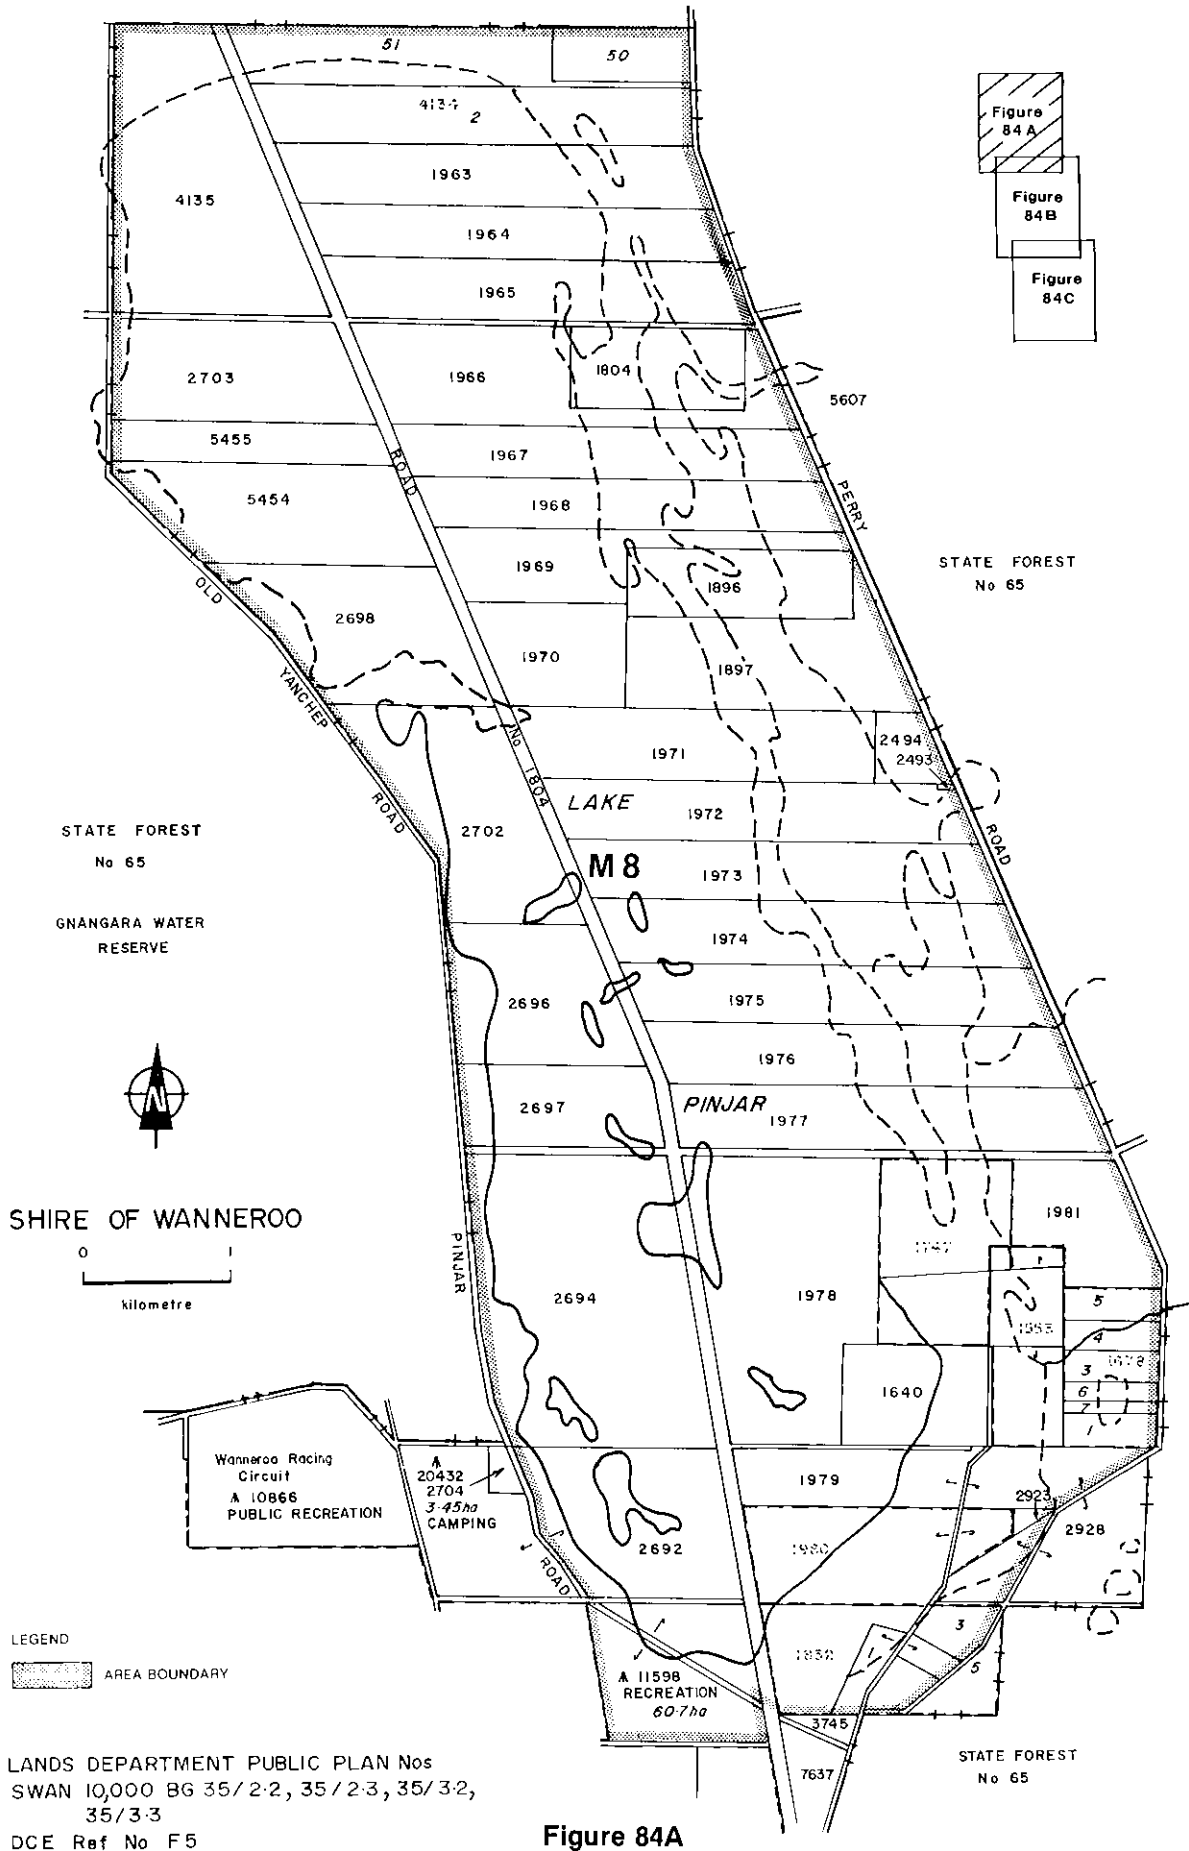 51
50
4134
2
Figure
84A
1963
4135
Figure
84B
1964
1965
Figure
84C
2703
1966
1804
5607
5455
1967
ROAD
5454
1968
PERRY
1969
1896
STATE FOREST
No 65
OLD
2698
1970
1897
YANCHEP
No 1804
1971
2494
2493
ROAD
LAKE
1972
ROAD
STATE FOREST
No 65
2702
M 8
1973
GNANGARA WATER
RESERVE
1974
2696
1975
1976
N
2697
PINJAR
1977
SHIRE OF WANNEROO
1981
0 1
kilometre
PINJAR
2694
1978
5
4
3
6
7
1
1640
Wanneroo Racing
Circuit
10866
PUBLIC RECREATION
20432
2704
3·45ha
CAMPING
1979
2923
2928
2692
1980
ROAD
LEGEND
AREA BOUNDARY
11598
RECREATION
60·7ha
3
5
3745
7637
STATE FOREST
No 65
LANDS DEPARTMENT PUBLIC PLAN Nos
SWAN 10,000 BG 35/2·2, 35/2·3, 35/3·2,
35/3·3
DCE Ref No F5
Figure 84A